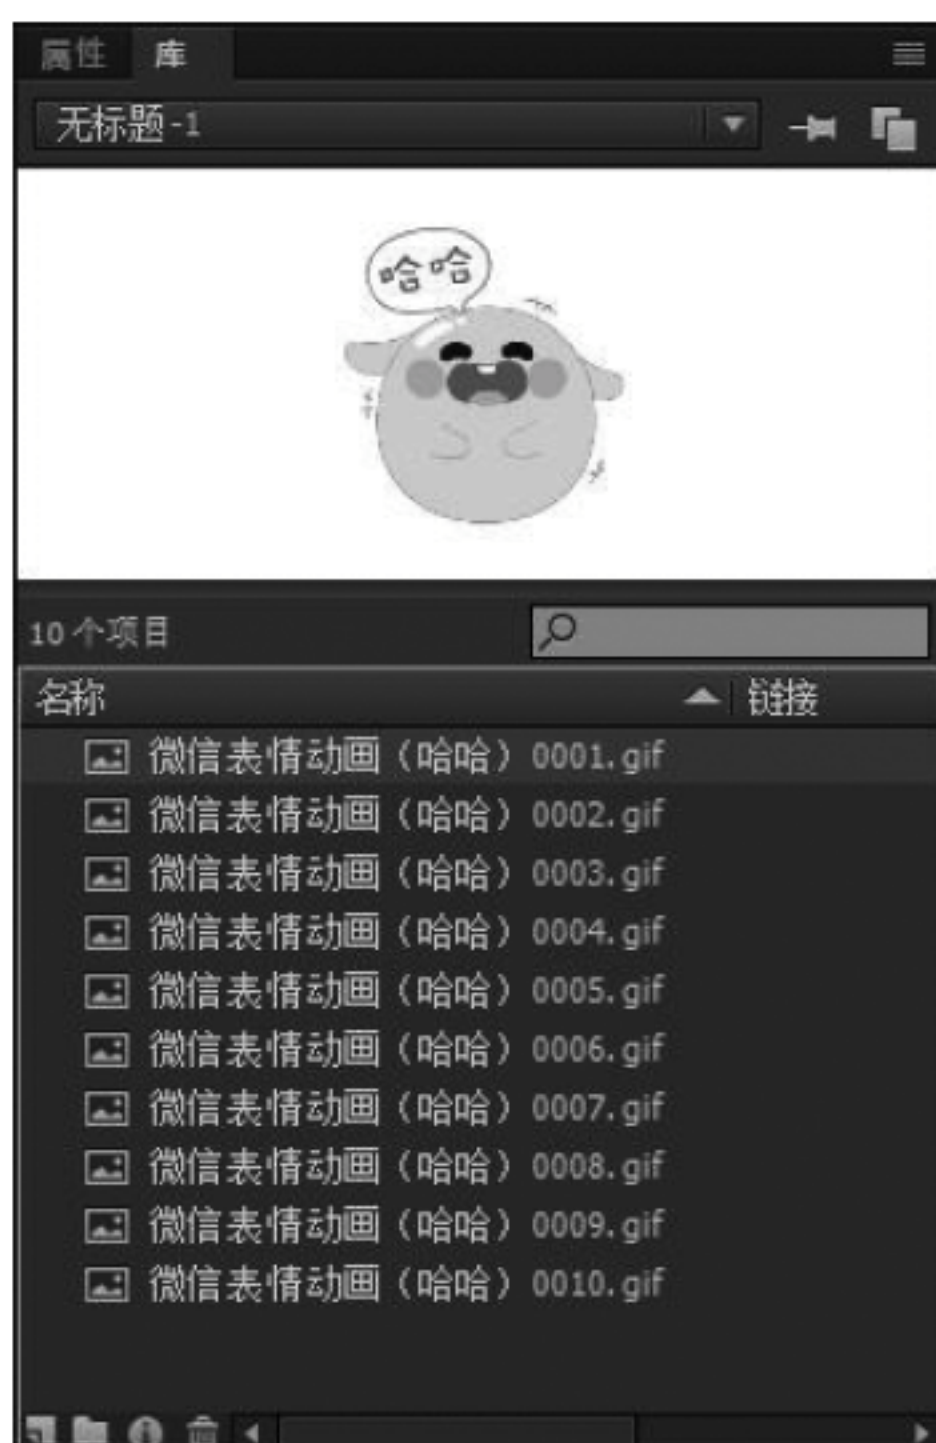 属性 库
无标题-1
哈哈
10 个项目
名称 链接
微信表情动画（哈哈）0001.gif
微信表情动画（哈哈）0002.gif
微信表情动画（哈哈）0003.gif
微信表情动画（哈哈）0004.gif
微信表情动画（哈哈）0005.gif
微信表情动画（哈哈）0006.gif
微信表情动画（哈哈）0007.gif
微信表情动画（哈哈）0008.gif
微信表情动画（哈哈）0009.gif
微信表情动画（哈哈）0010.gif